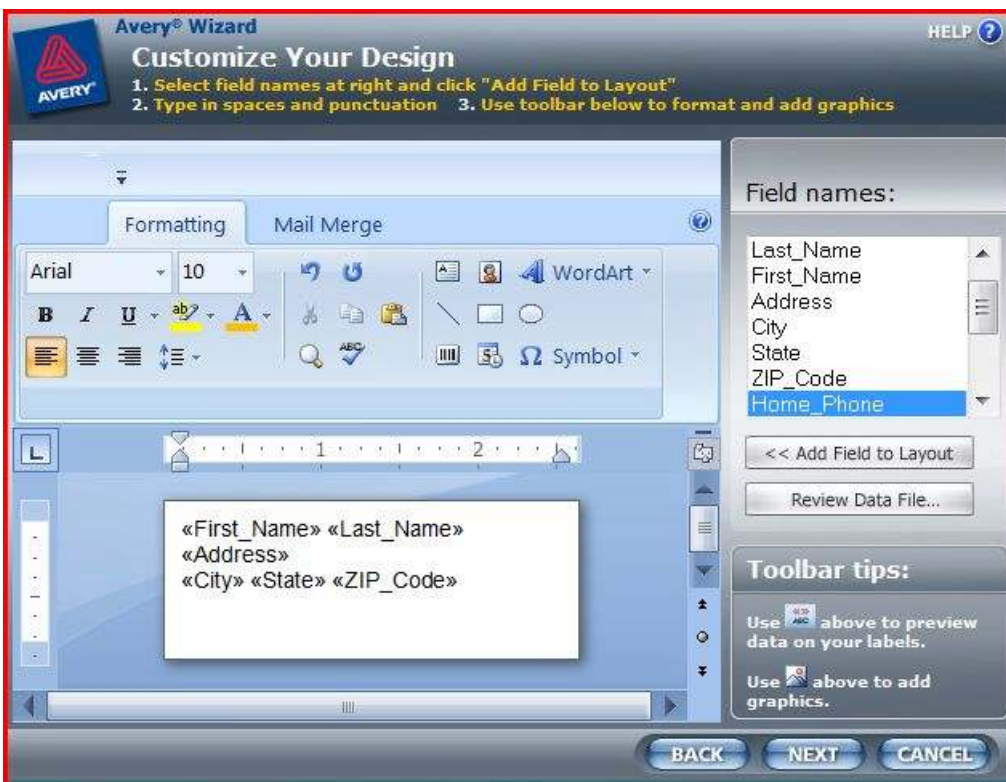 Avery® Wizard
HELP ?
AVERY
Customize Your Design
1. Select field names at right and click "Add Field to Layout"
2. Type in spaces and punctuation 3. Use toolbar below to format and add graphics
Formatting Mail Merge
Arial 10 WordArt
B I U ab A
ABC Symbol
L 1 2
«First_Name» «Last_Name»
«Address»
«City» «State» «ZIP_Code»
Field names:
Last_Name
First_Name
Address
City
State
ZIP_Code
Home_Phone
<< Add Field to Layout
Review Data File...
Toolbar tips:
Use above to preview
data on your labels.
Use above to add
graphics.
BACK NEXT CANCEL